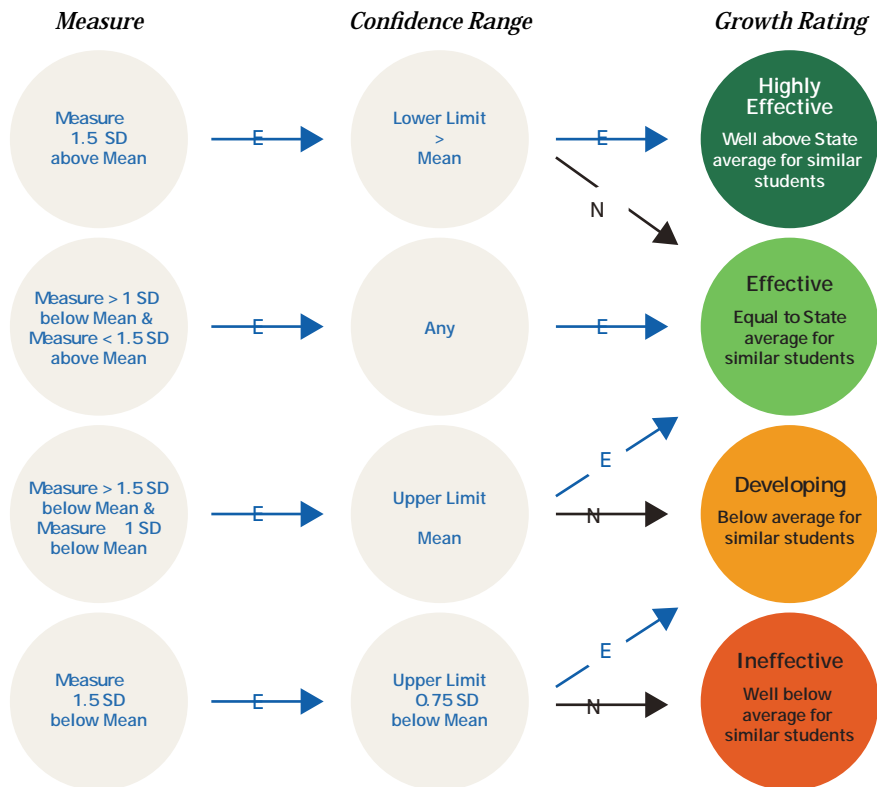 Measure Confidence Range Growth Rating
Measure
1.5 SD
above Mean
E
Lower Limit
>
Mean
E
N
Highly
Effective
Well above State
average for similar
students
Measure > 1 SD
below Mean &
Measure < 1.5 SD
above Mean
E
Any
E
Effective
Equal to State
average for
similar students
Measure > 1.5 SD
below Mean &
Measure 1 SD
below Mean
E
Upper Limit
Mean
E
N
Developing
Below average for
similar students
Measure
1.5 SD
below Mean
E
Upper Limit
0.75 SD
below Mean
E
N
Ineffective
Well below
average for
similar students